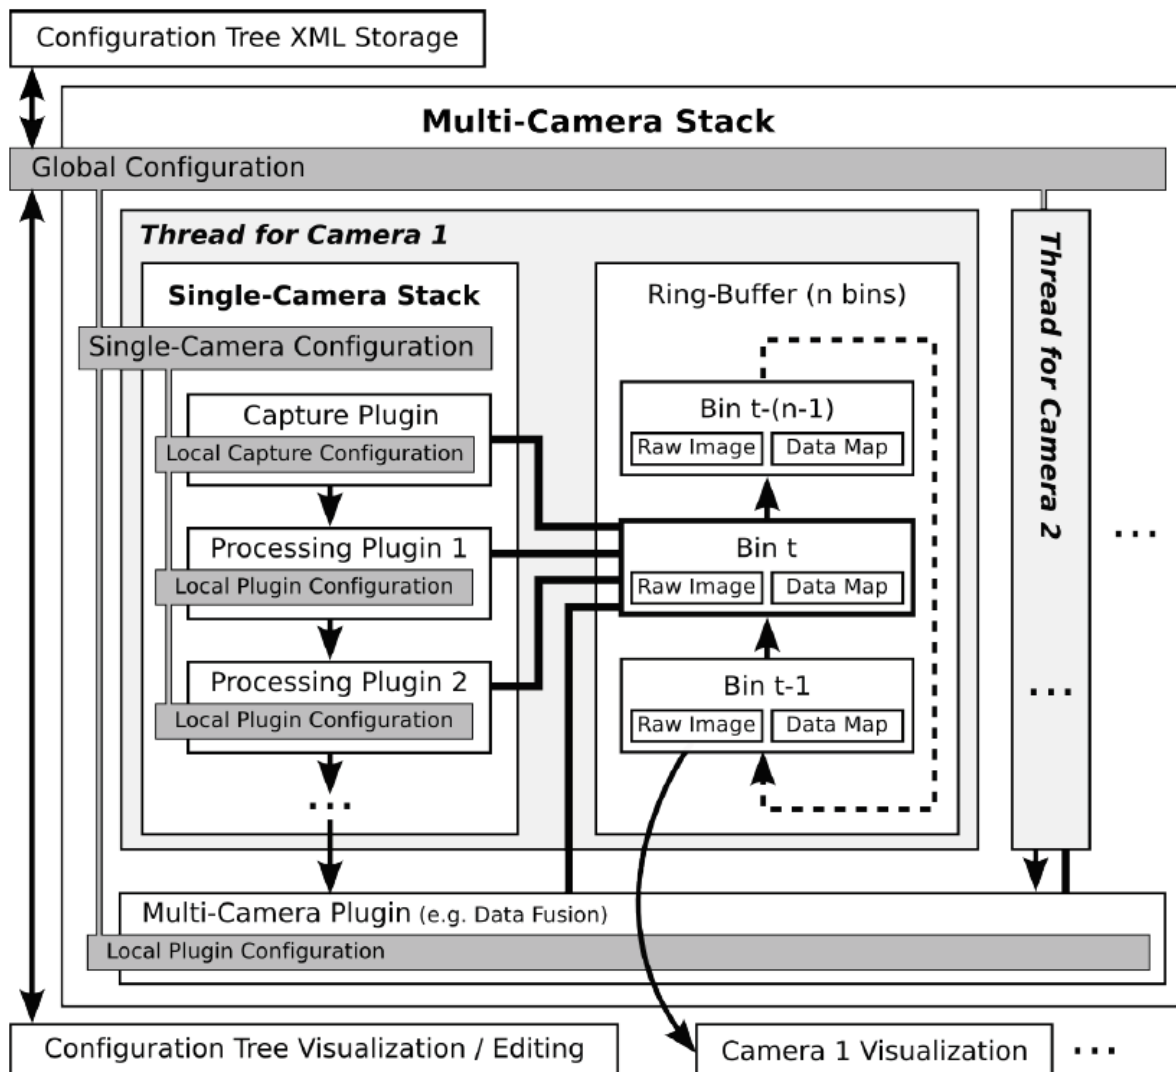 Configuration Tree XML Storage
Multi-Camera Stack
Global Configuration
Thread for Camera 1
Single-Camera Stack
Single-Camera Configuration
Capture Plugin
Local Capture Configuration
Processing Plugin 1
Local Plugin Configuration
Processing Plugin 2
Local Plugin Configuration
...
Ring-Buffer (n bins)
Bin t-(n-1)
Raw Image Data Map
Bin t
Raw Image Data Map
Bin t-1
Raw Image Data Map
Thread for Camera 2
...
...
Multi-Camera Plugin (e.g. Data Fusion)
Local Plugin Configuration
Configuration Tree Visualization / Editing
Camera 1 Visualization
...